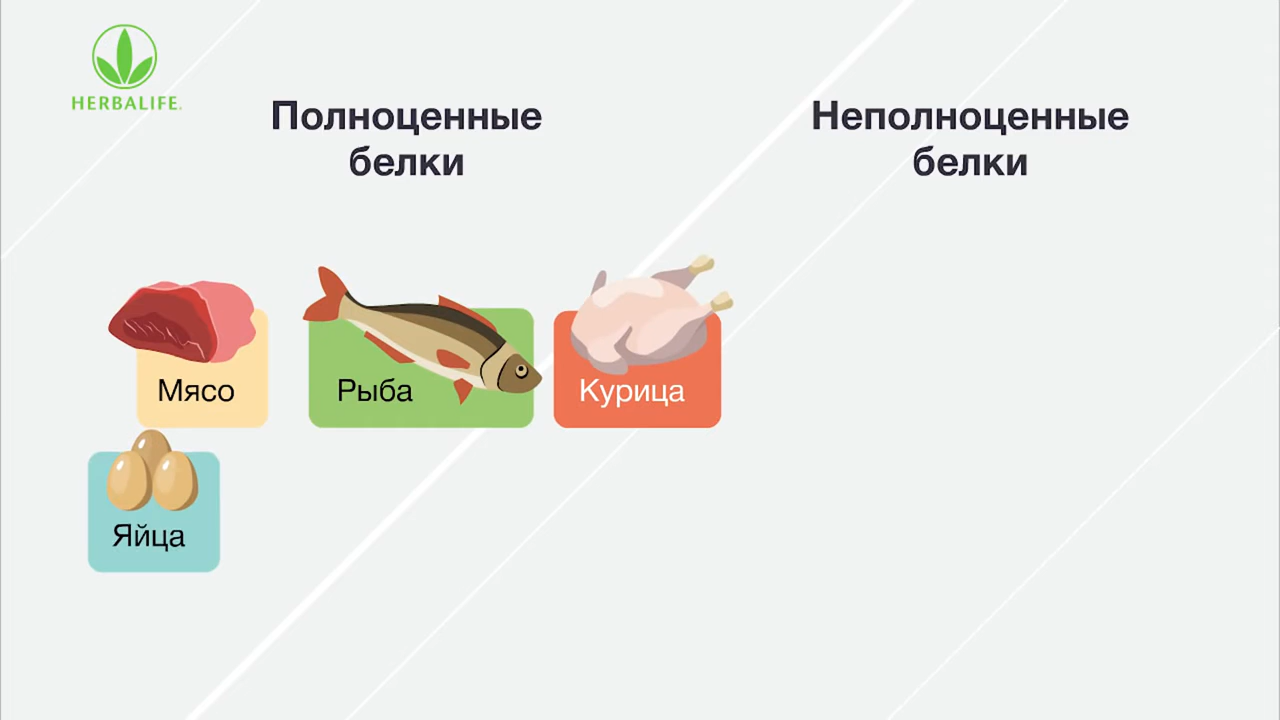 HERBALIFE.
Полноценные
белки
Неполноценные
белки
Мясо
Рыба
Курица
Яйца